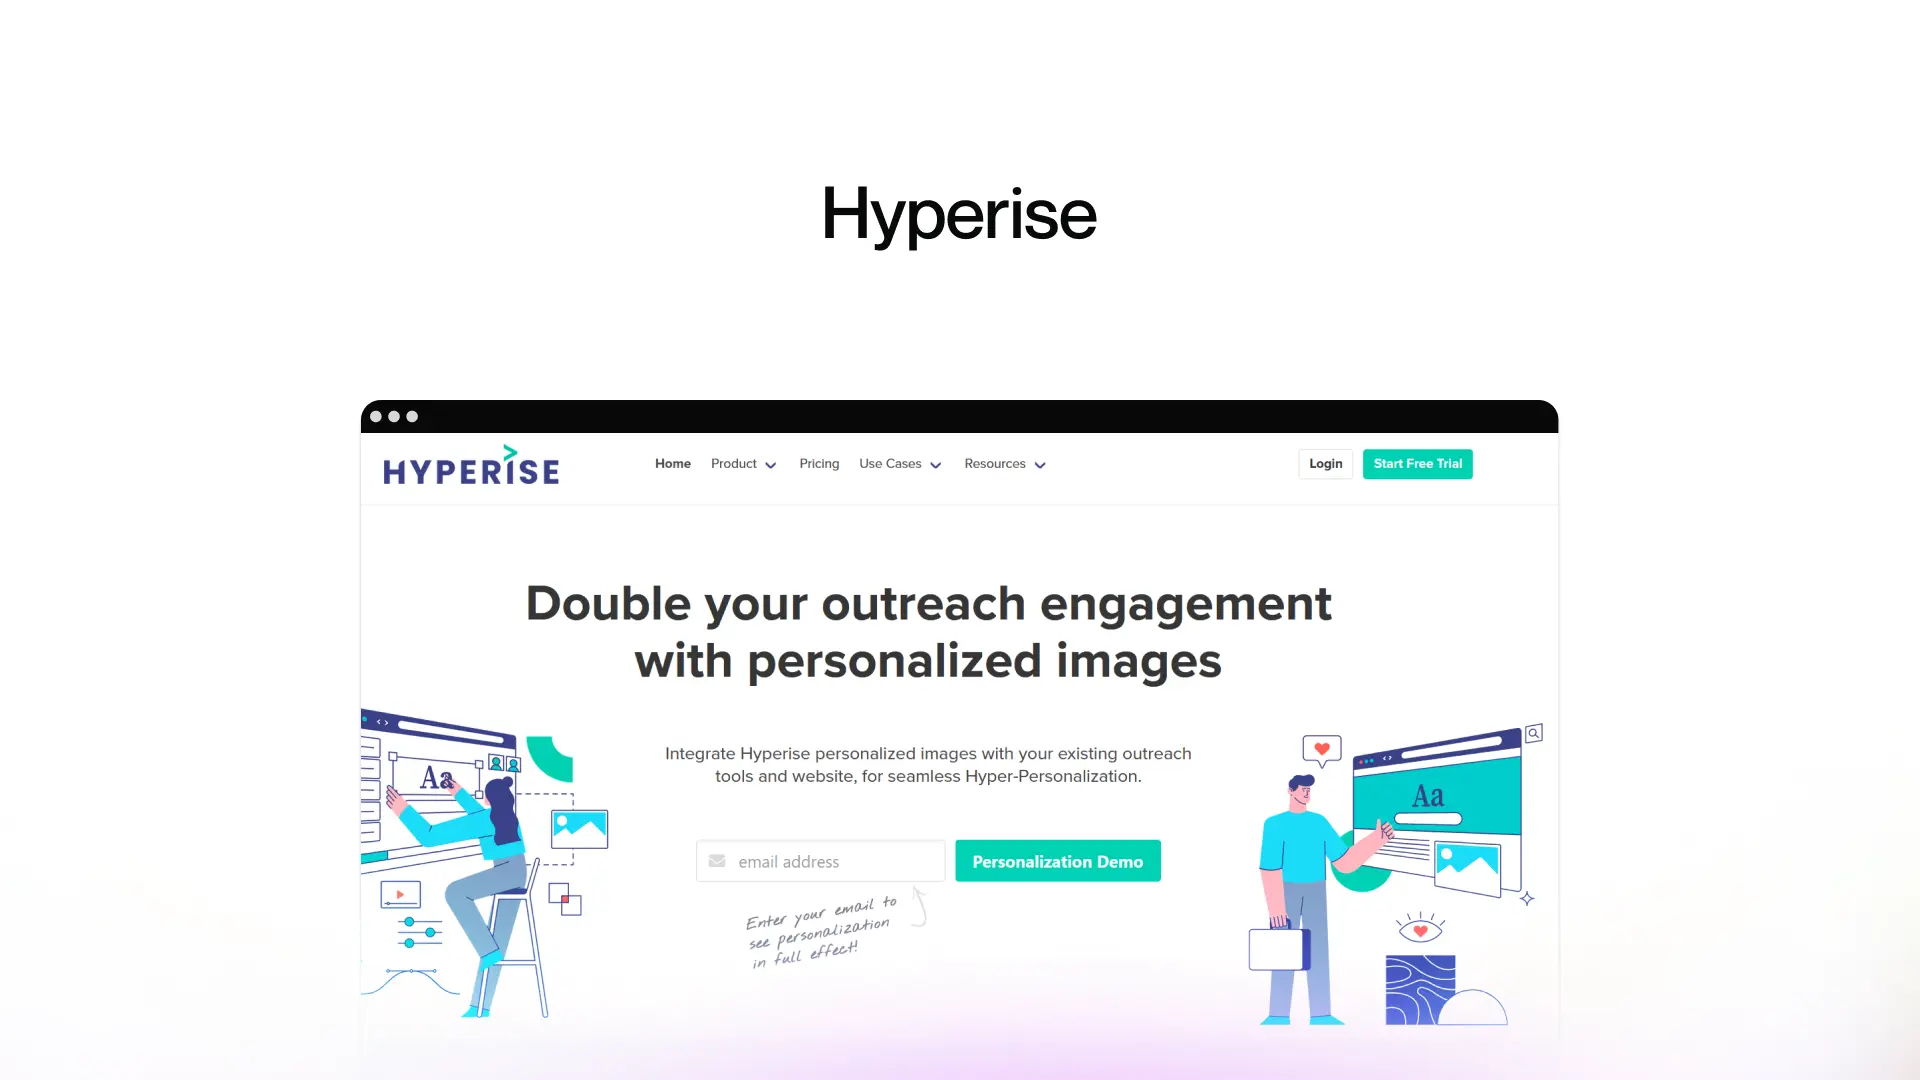 Hyperise
HYPERISE
Home Product Pricing Use Cases Resources Login Start Free Trial
Double your outreach engagement
with personalized images
Integrate Hyperise personalized images with your existing outreach
tools and website, for seamless Hyper-Personalization.
email address Personalization Demo
Enter your email to
see personalization
in full effect!
Aa
Aa